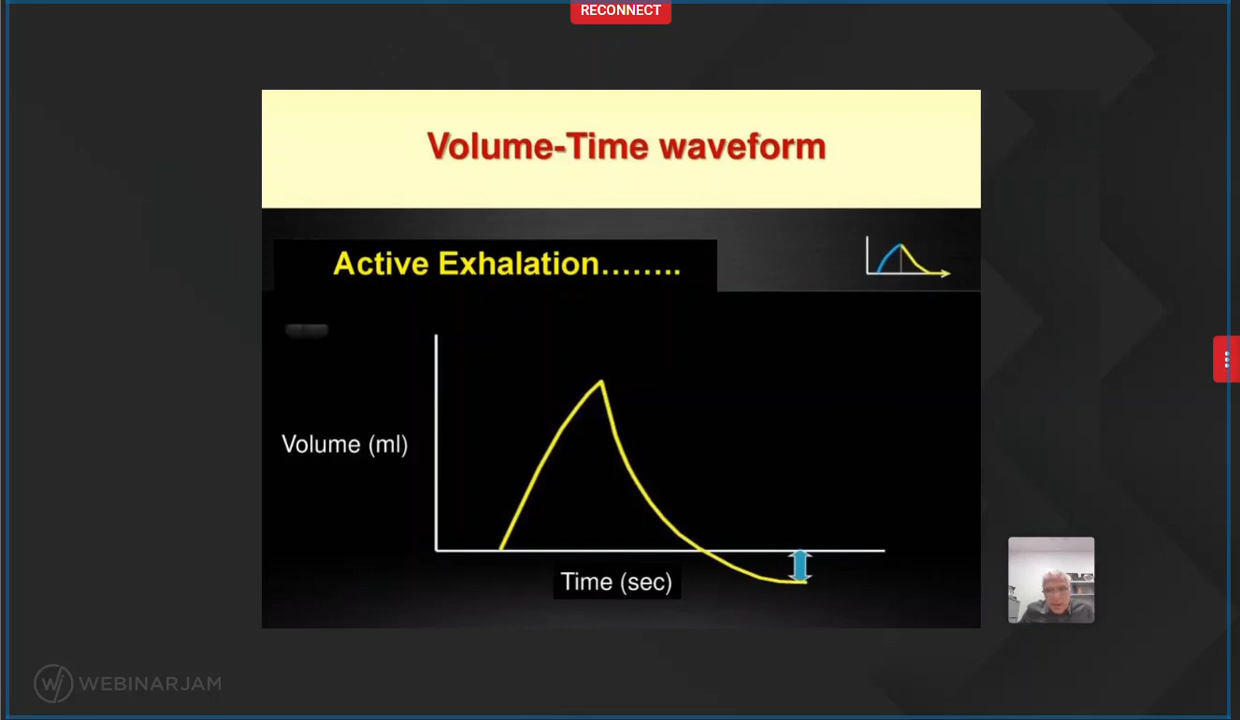 RECONNECT
Volume-Time waveform
Active Exhalation........
Volume (ml)
Time (sec)
WEBINARJAM